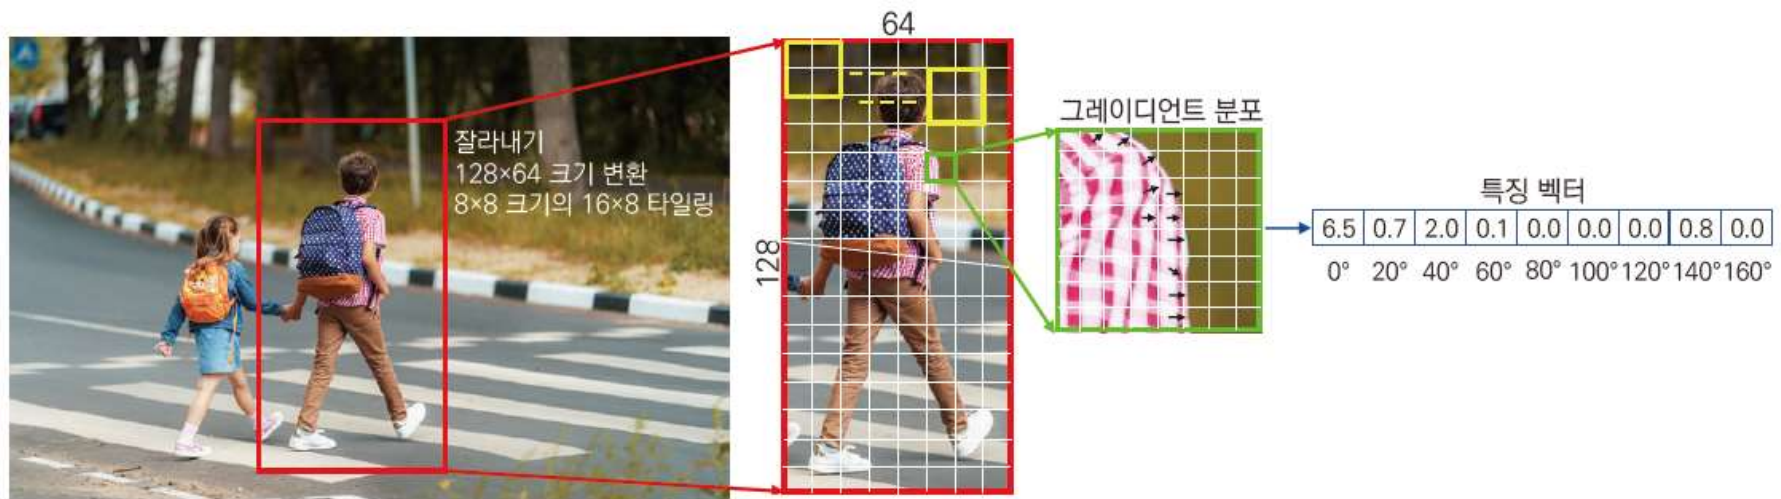 잘라내기
128×64 크기 변환
8×8 크기의 16×8 타일링
64
128
그레이디언트 분포
특징 벡터
6.5 0.7 2.0 0.1 0.0 0.0 0.0 0.8 0.0
0° 20° 40° 60° 80° 100° 120° 140° 160°